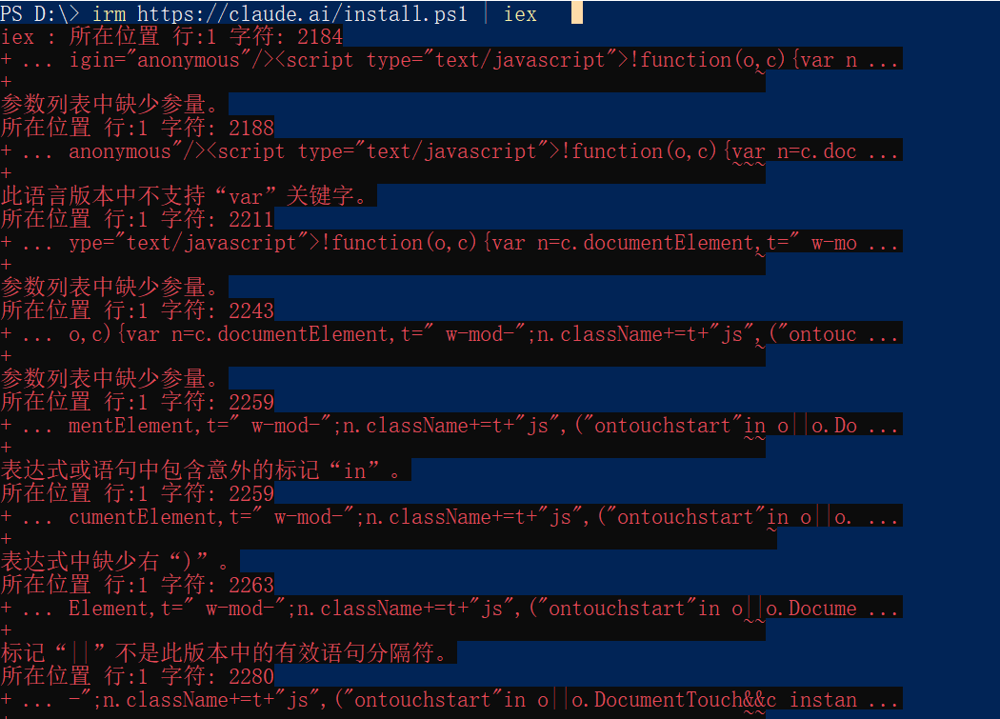 PS D:\> irm https://claude.ai/install.ps1 | iex
iex : 所在位置 行:1 字符: 2184
+ ... igin="anonymous"/><script type="text/javascript">!function(o,c){var n ...
+                                                                  ~
参数列表中缺少参量。
所在位置 行:1 字符: 2188
+ ... anonymous"/><script type="text/javascript">!function(o,c){var n=c.doc ...
+                                                                ~~~
此语言版本中不支持“var”关键字。
所在位置 行:1 字符: 2211
+ ... ype="text/javascript">!function(o,c){var n=c.documentElement,t=" w-mo ...
+                                                                  ~
参数列表中缺少参量。
所在位置 行:1 字符: 2243
+ ... o,c){var n=c.documentElement,t=" w-mod-";n.className+=t+"js",("ontouc ...
+                                                                  ~
参数列表中缺少参量。
所在位置 行:1 字符: 2259
+ ... mentElement,t=" w-mod-";n.className+=t+"js",("ontouchstart"in o||o.Do ...
+                                                                 ~~
表达式或语句中包含意外的标记“in”。
所在位置 行:1 字符: 2259
+ ... cumentElement,t=" w-mod-";n.className+=t+"js",("ontouchstart"in o||o. ...
+                                                                   ~
表达式中缺少右“)”。
所在位置 行:1 字符: 2263
+ ... Element,t=" w-mod-";n.className+=t+"js",("ontouchstart"in o||o.Docume ...
+                                                                 ~~
标记“||”不是此版本中的有效语句分隔符。
所在位置 行:1 字符: 2280
+ ... -";n.className+=t+"js",("ontouchstart"in o||o.DocumentTouch&&c instan ...
+                                                                 ~~